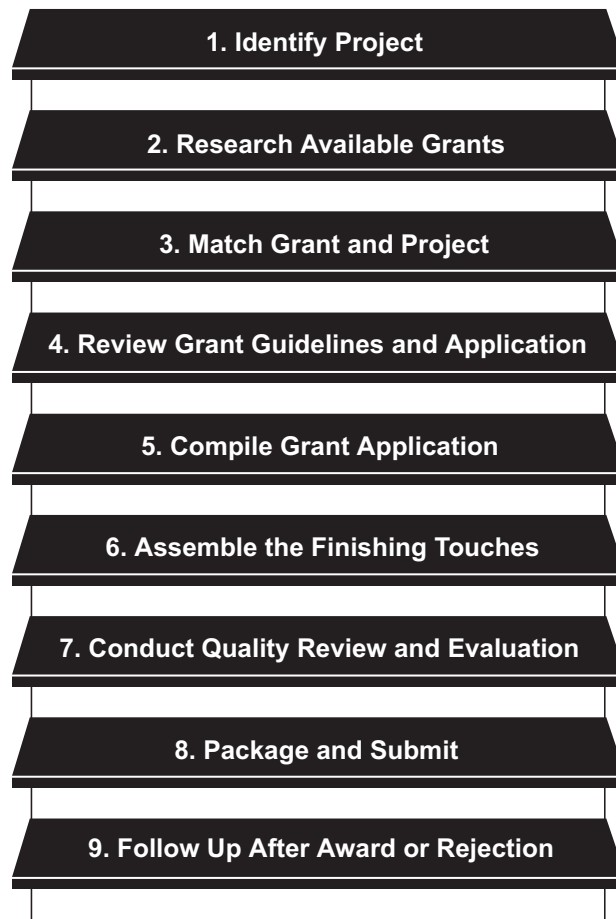 1. Identify Project
2. Research Available Grants
3. Match Grant and Project
4. Review Grant Guidelines and Application
5. Compile Grant Application
6. Assemble the Finishing Touches
7. Conduct Quality Review and Evaluation
8. Package and Submit
9. Follow Up After Award or Rejection